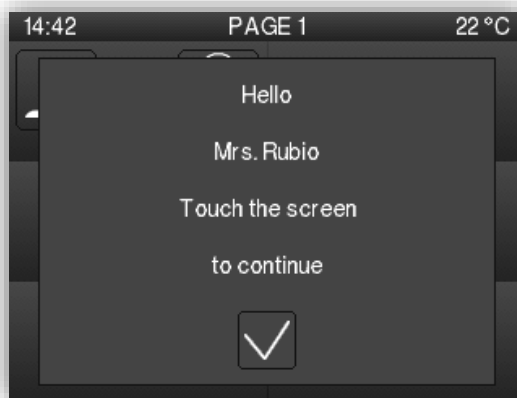 14:42 PAGE 1 22 °C
Hello
Mrs. Rubio
Touch the screen
to continue